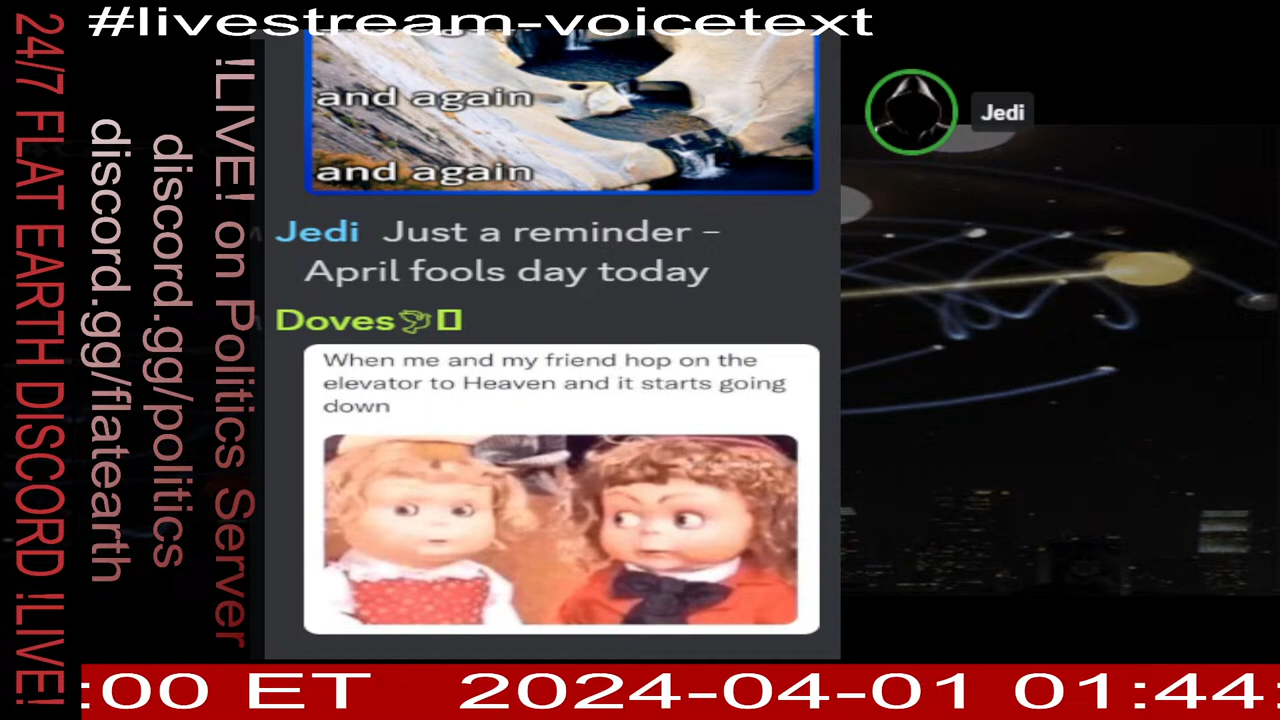 #livestream-voicetext
24/7 FLAT EARTH DISCORD !LIVE!
discord.gg/flatearth
discord.gg/politics
!LIVE! on Politics Server
and again
and again
Jedi
Jedi Just a reminder -
April fools day today
Doves
When me and my friend hop on the
elevator to Heaven and it starts going
down
:00 ET 2024-04-01 01:44: